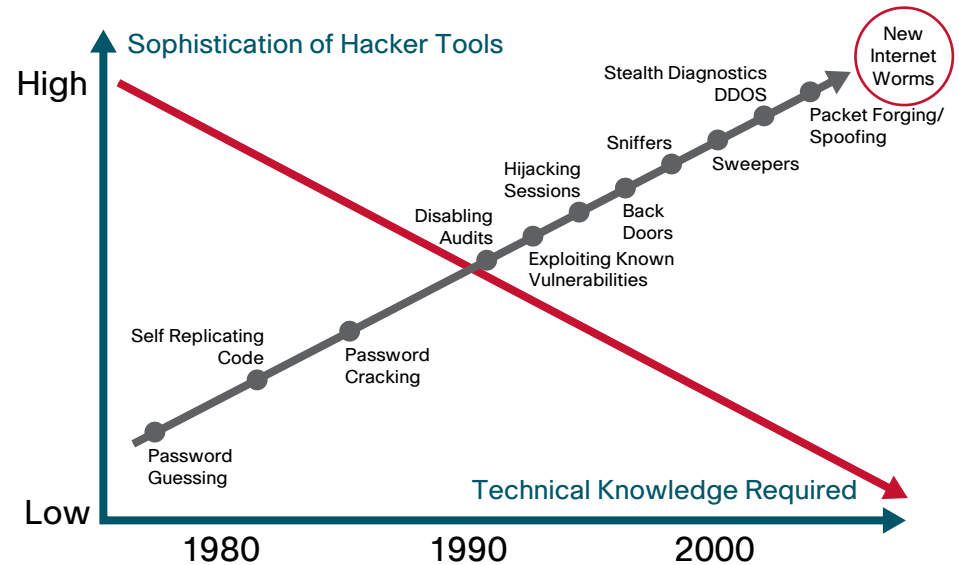 Sophistication of Hacker Tools
High
New
Internet
Worms
Stealth Diagnostics
DDOS
Packet Forging/
Spoofing
Sniffers
Sweepers
Hijacking
Sessions
Back
Doors
Disabling
Audits
Exploiting Known
Vulnerabilities
Self Replicating
Code
Password
Cracking
Password
Guessing
Technical Knowledge Required
Low
1980
1990
2000